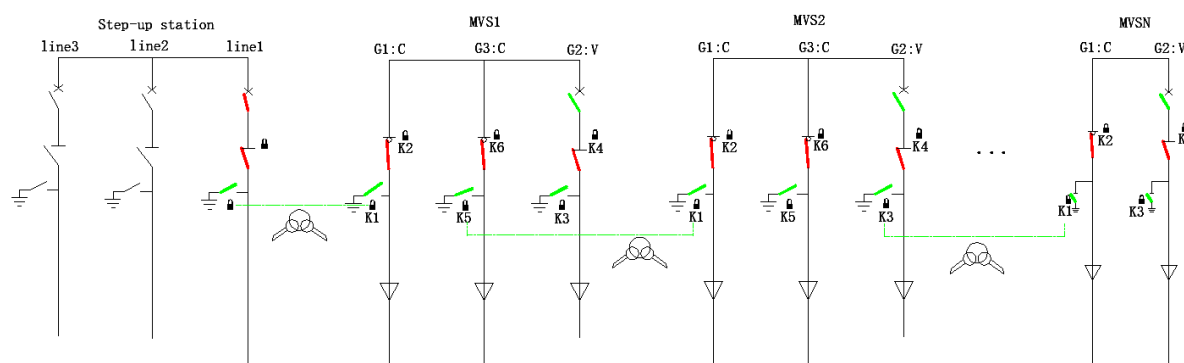 Step-up station
line3 line2 line1
MVS1
G1:C G3:C G2:V
K2 K6 K4
K1 K5 K3
MVS2
G1:C G3:C G2:V
K2 K6 K4
K1 K5 K3
...
MVSN
G1:C G2:V
K2
K1 K3